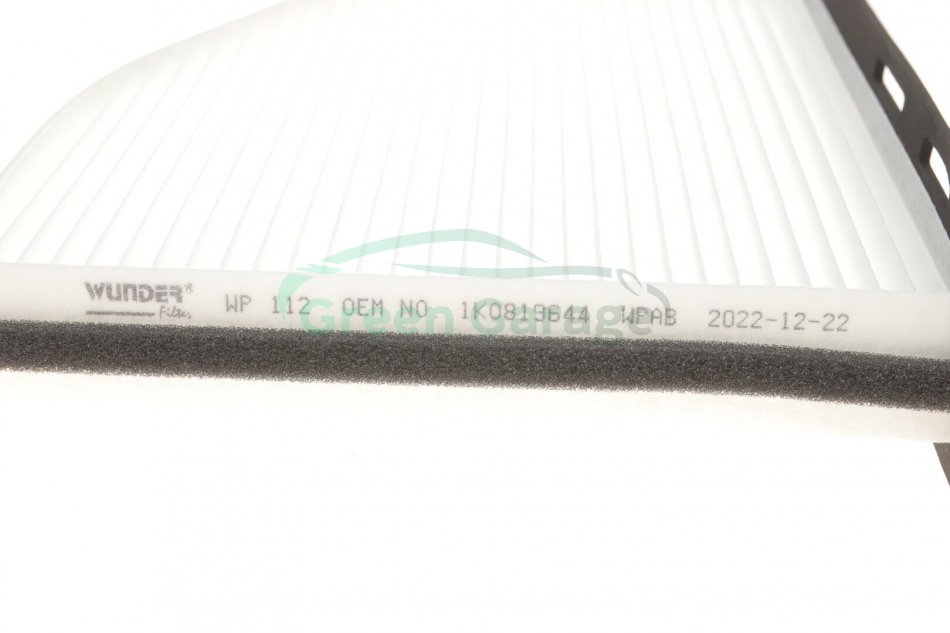 WUNDER® Filter WP 112 OEM NO 1K0819644 WPAB 2022-12-22
Green Garage